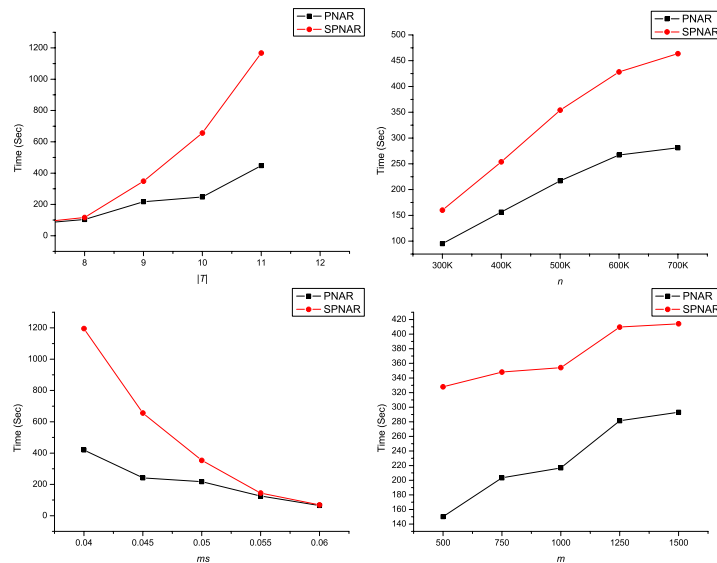 PNAR
SPNAR
1200
1000
800
600
400
200
0
Time (Sec)
8 9 10 11 12
|T|
PNAR
SPNAR
500
450
400
350
300
250
200
150
100
Time (Sec)
300K 400K 500K 600K 700K
n
PNAR
SPNAR
1200
1000
800
600
400
200
0
Time (Sec)
0.04 0.045 0.05 0.055 0.06
ms
PNAR
SPNAR
420
400
380
360
340
320
300
280
260
240
220
200
180
160
140
Time (Sec)
500 750 1000 1250 1500
m